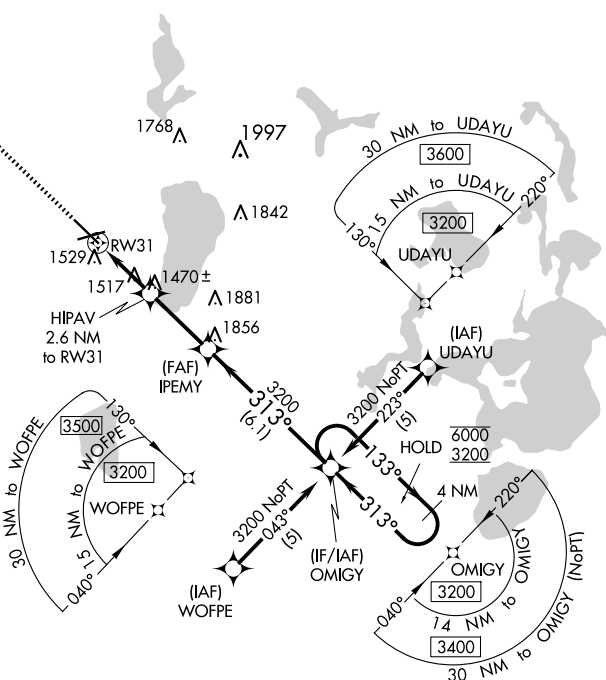 1768
1997
30 NM to UDAYU
3600
15 NM to UDAYU
220°
130°
3200
UDAYU
1842
RW31
1529
1517
1470±
HIPAV
2.6 NM
to RW31
1881
1856
(FAF)
IPEMY
(IAF)
UDAYU
3200 NoPT
223°
(5)
3200
313°
(6.1)
HOLD
6000
3200
133°
313°
4 NM
30 NM to WOFPE
3500
130°
15 NM to WOFPE
3200
WOFPE
040°
3200 NoPT
043°
(5)
(IAF)
WOFPE
(IF/IAF)
OMIGY
220°
OMIGY
040°
3200
14 NM to OMIGY
3400
30 NM to OMIGY (NoPT)